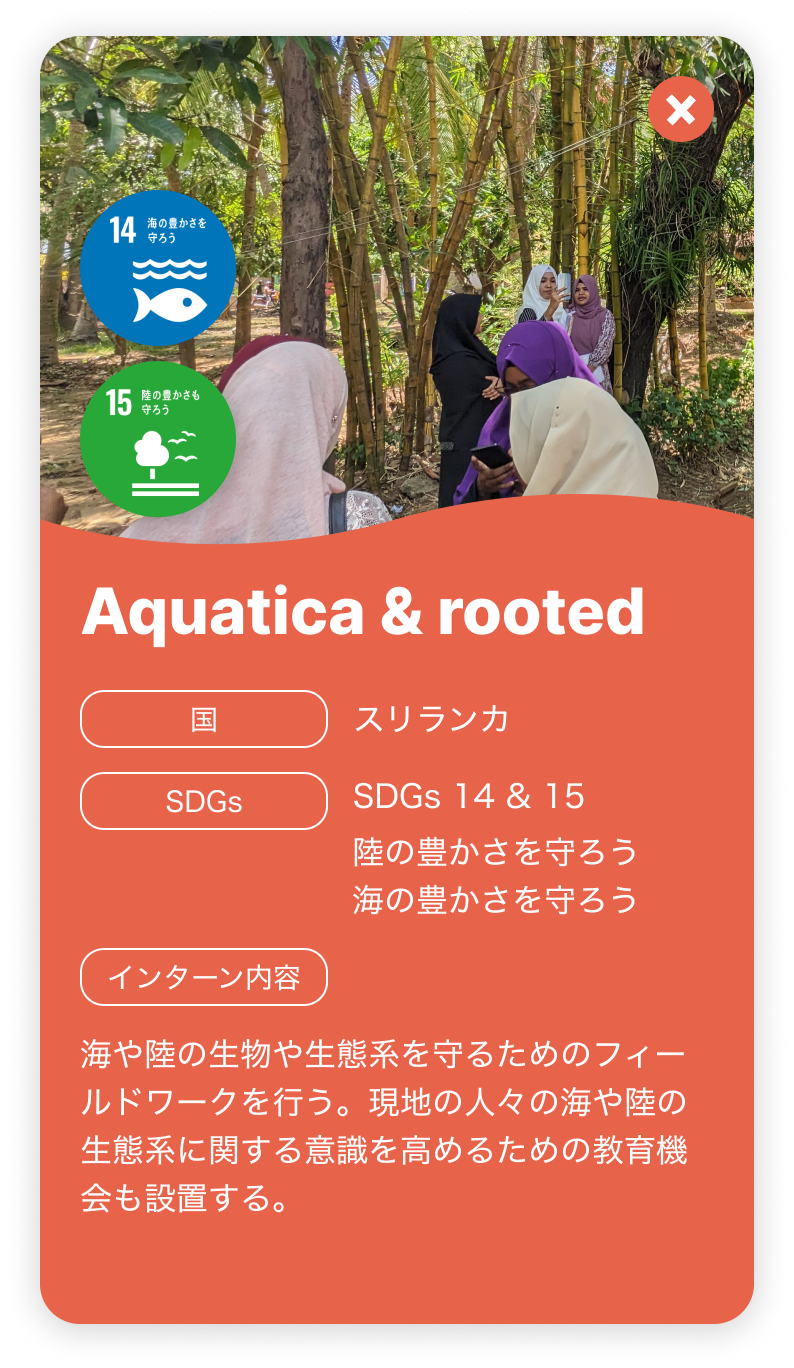 14 海の豊かさを
守ろう
15 陸の豊かさも
守ろう
Aquatica & rooted
国 スリランカ
SDGs SDGs 14 & 15
陸の豊かさを守ろう
海の豊かさを守ろう
インターン内容
海や陸の生物や生態系を守るためのフィー
ルドワークを行う。現地の人々の海や陸の
生態系に関する意識を高めるための教育機
会も設置する。